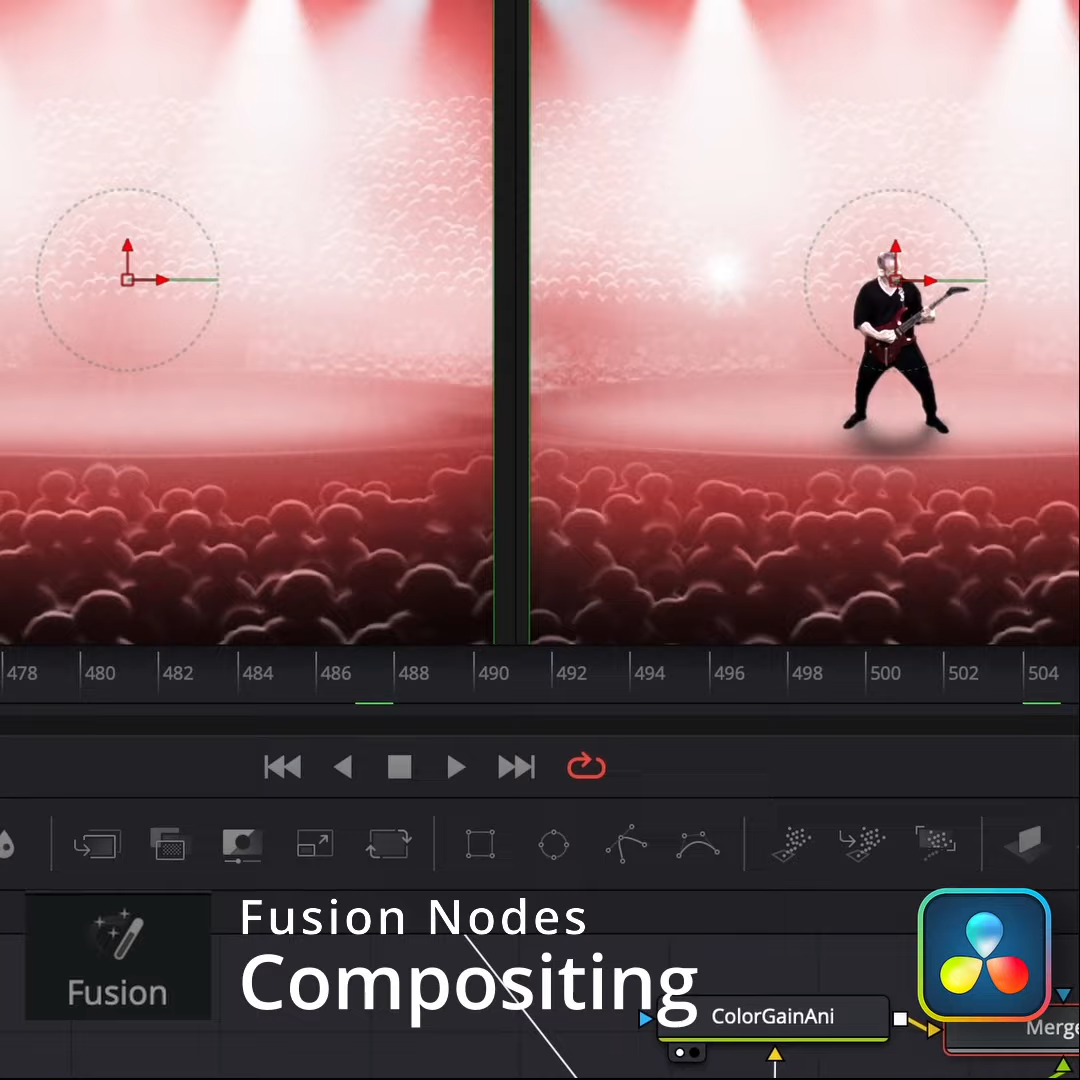 478 480 482 484 486 488 490 492 494 496 498 500 502 504
Fusion
Fusion Nodes
Compositing
ColorGainAni
Merge